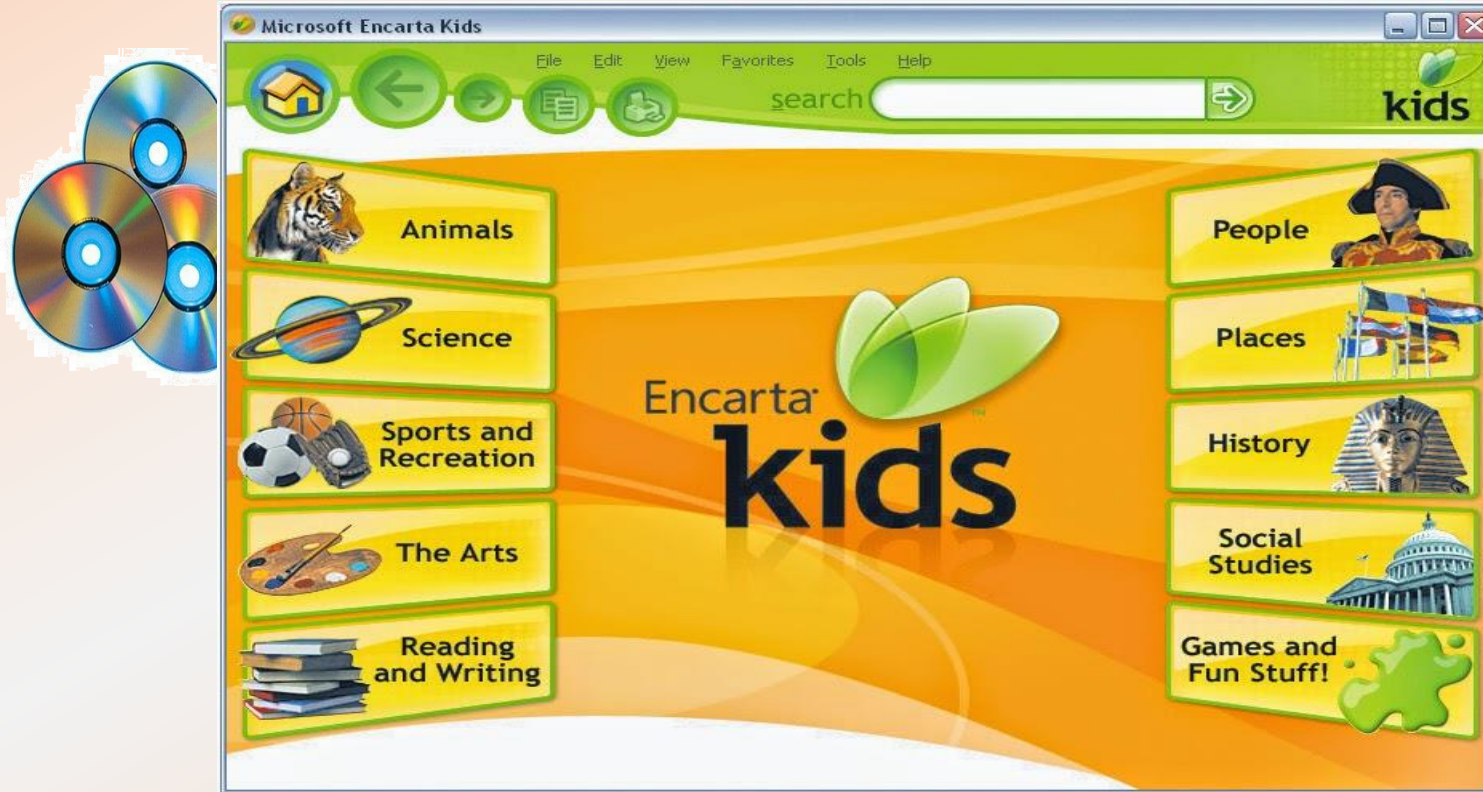 Microsoft Encarta Kids
File Edit View Favorites Tools Help
search
kids
Animals
Science
Sports and
Recreation
The Arts
Reading
and Writing
Encarta
kids
™
People
Places
History
Social
Studies
Games and
Fun Stuff!